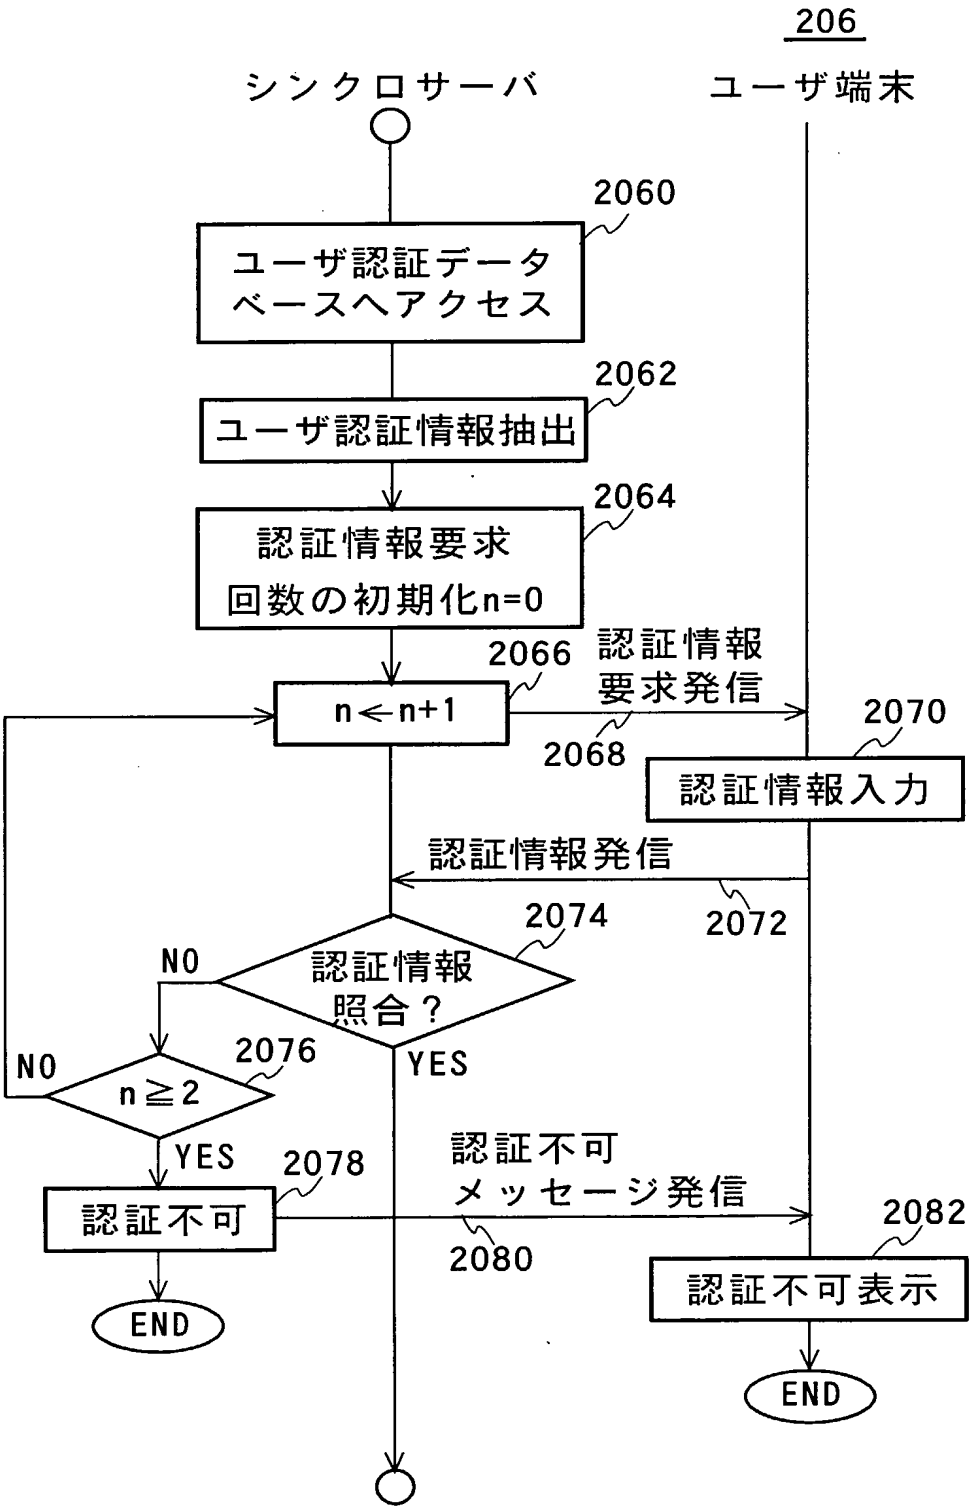 206
シンクロサーバ
ユーザ端末
2060
ユーザ認証データ
ベースへアクセス
2062
ユーザ認証情報抽出
2064
認証情報要求
回数の初期化n=0
2066
n←n+1
認証情報
要求発信
2068
2070
認証情報入力
認証情報発信
2072
2074
認証情報
照合?
NO
YES
2076
n≧2
NO
YES
2078
認証不可
認証不可
メッセージ発信
2080
2082
認証不可表示
END
END